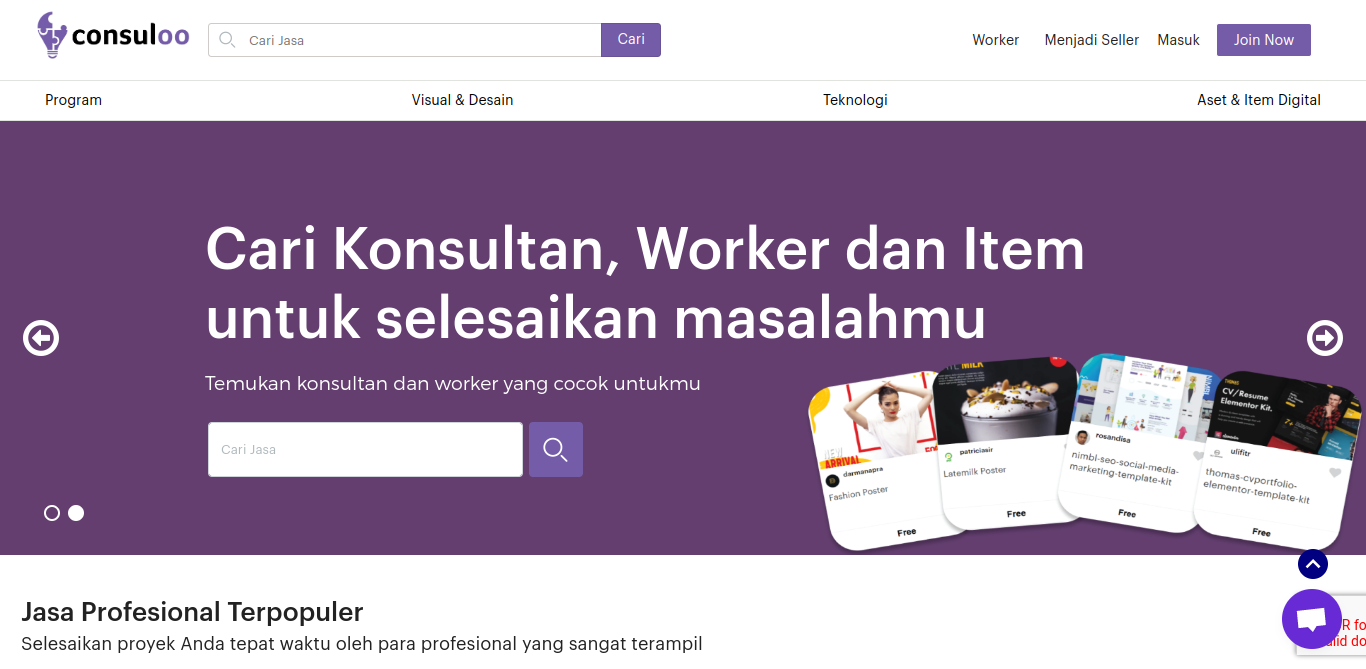 consuloo
Cari Jasa
Cari
Worker
Menjadi Seller
Masuk
Join Now
Program
Visual & Desain
Teknologi
Aset & Item Digital
Cari Konsultan, Worker dan Item
untuk selesaikan masalahmu
Temukan konsultan dan worker yang cocok untukmu
Cari Jasa
NEW
ARRIVAL
darmanapra
Fashion Poster
Free
MILK
patriciasir
Latemilk Poster
Free
rosandisa
nimbl-seo-social-media-
marketing-template-kit
Free
THOMAS
CV/Resume
Elementor Kit.
ulifitr
thomas-cvportfolio-
elementor-template-kit
Free
Jasa Profesional Terpopuler
Selesaikan proyek Anda tepat waktu oleh para profesional yang sangat terampil
R fo
alid do